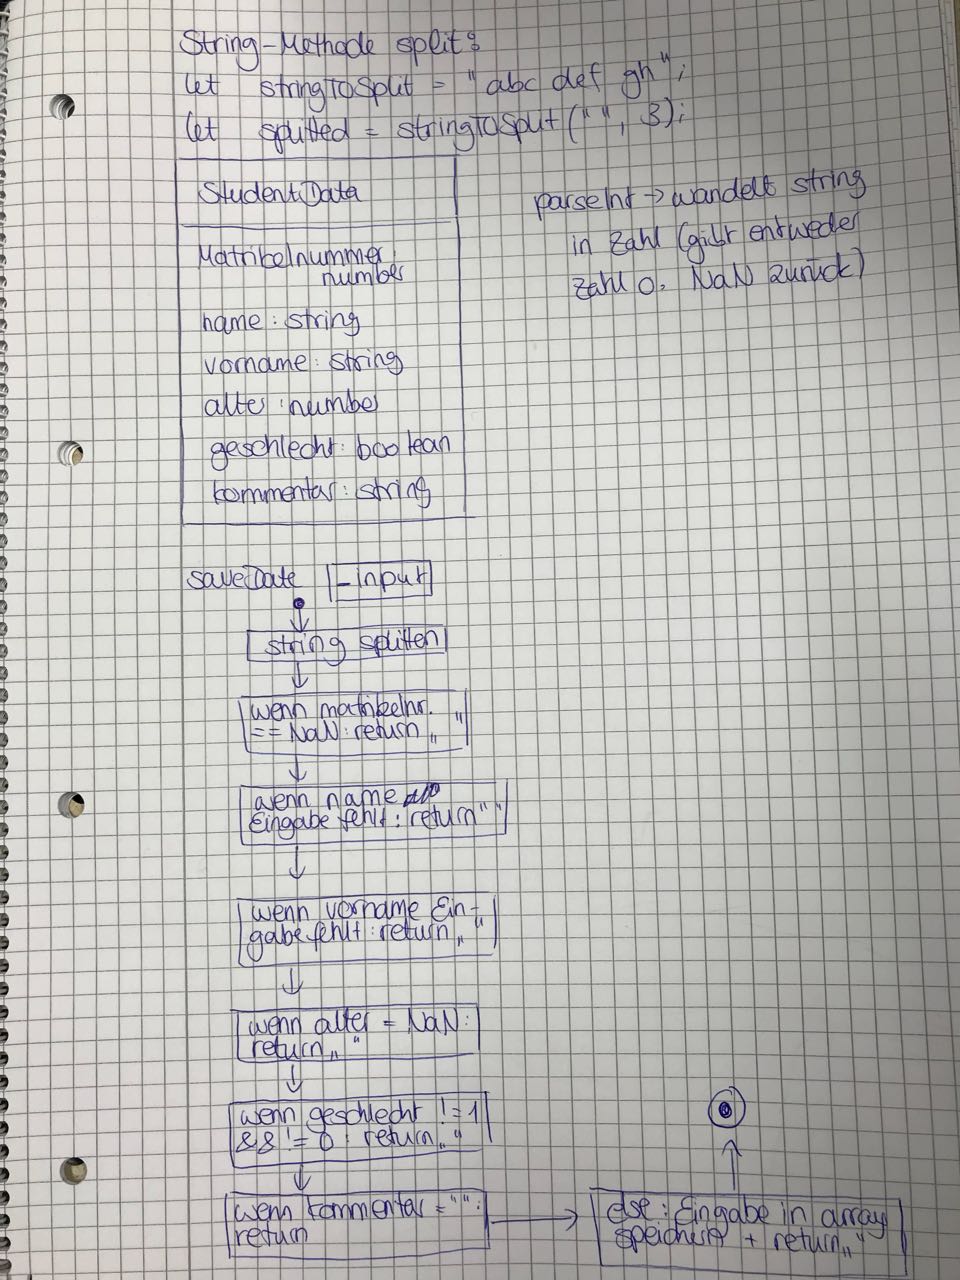 String-Methode split:
let stringToSplit = "abc def gh";
let splitted = stringToSplit(" ", 3);
StudentData
Matrikelnummer:
number
name : string
vorname : string
alter : number
geschlecht : boolean
kommentar : string
parseInt → wandelt string
in Zahl (gibt entweder
Zahl o. NaN zurück)
saveData
- input
string splitten
wenn matrikelnr.
== NaN : return „ "
wenn name
Eingabe fehlt : return " "
wenn vorname Ein-
gabe fehlt : return „ "
wenn alter = NaN:
return „ "
wenn geschlecht != 1
&& != 0 : return „ "
wenn kommentar = "":
return
else : Eingabe in array
speichern + return „ "